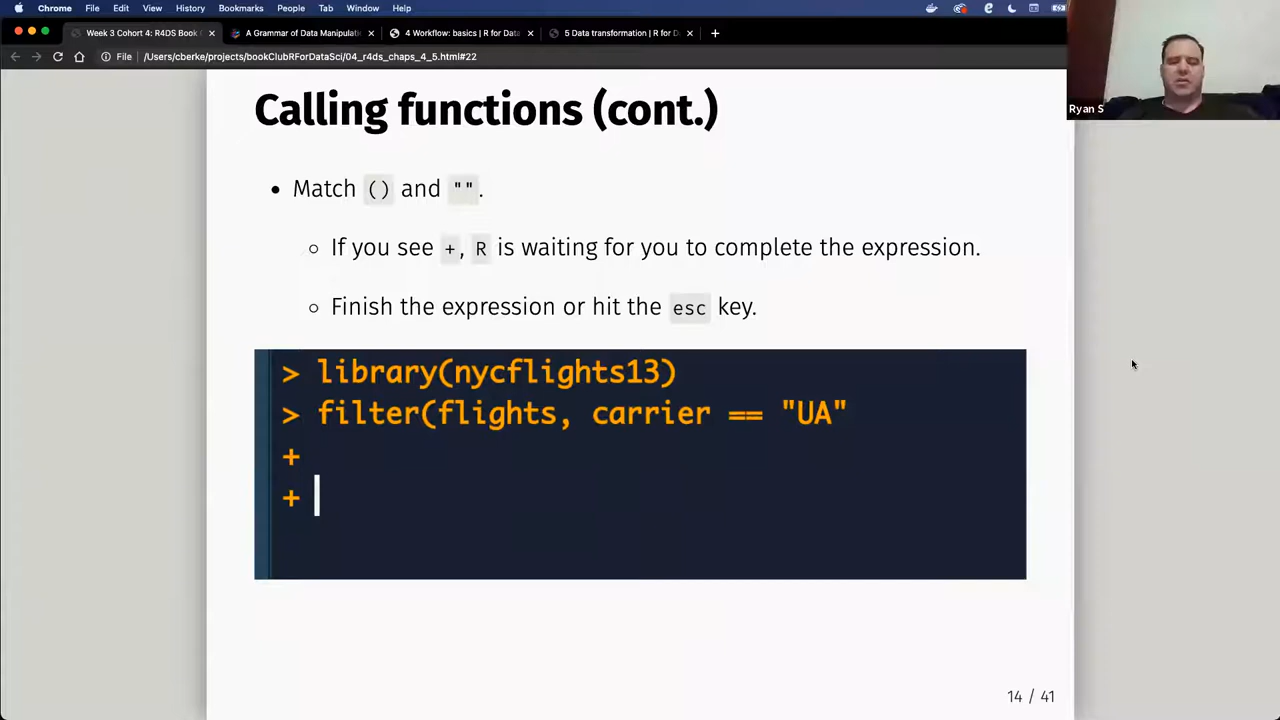 Chrome File Edit View History Bookmarks People Tab Window Help
Week 3 Cohort 4: R4DS Book
A Grammar of Data Manipulati
4 Workflow: basics | R for Data
5 Data transformation | R for D
File /Users/cberke/projects/bookClubRForDataSci/04_r4ds_chaps_4_5.html#22
Ryan S
Calling functions (cont.)
• Match () and "".
If you see +, R is waiting for you to complete the expression.
Finish the expression or hit the esc key.
> library(nycflights13)
> filter(flights, carrier == "UA"
+
+
14 / 41